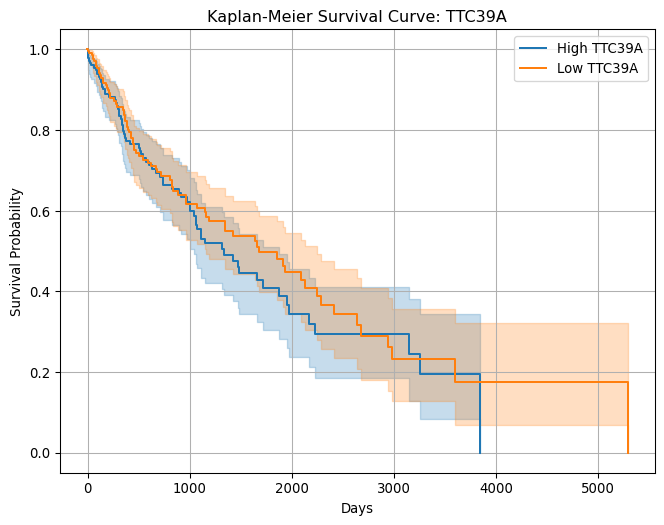 Kaplan-Meier Survival Curve: TTC39A
High TTC39A
Low TTC39A
Survival Probability
1.0
0.8
0.6
0.4
0.2
0.0
0 1000 2000 3000 4000 5000
Days